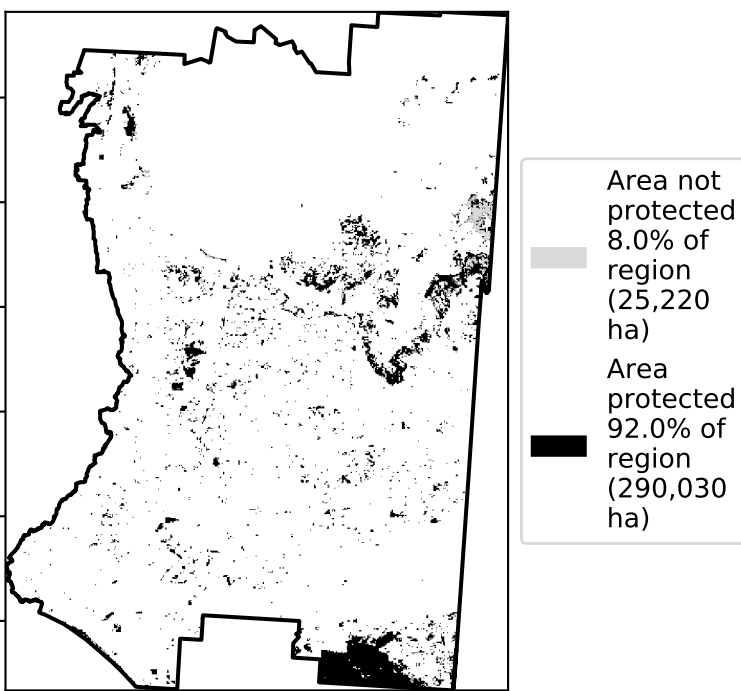 Area not
protected
8.0% of
region
(25,220
ha)
Area
protected
92.0% of
region
(290,030
ha)